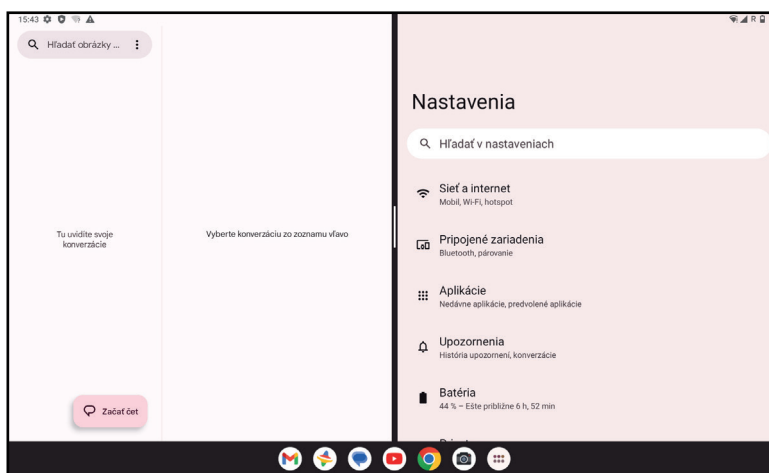 15:43
R
Hľadať obrázky ...
Tu uvidíte svoje
konverzácie
Začať čet
Vyberte konverzáciu zo zoznamu vľavo
Nastavenia
Hľadať v nastaveniach
Sieť a internet
Mobil, Wi-Fi, hotspot
Pripojené zariadenia
Bluetooth, párovanie
Aplikácie
Nedávne aplikácie, predvolené aplikácie
Upozornenia
História upozornení, konverzácie
Batéria
44 % – Ešte približne 6 h, 52 min